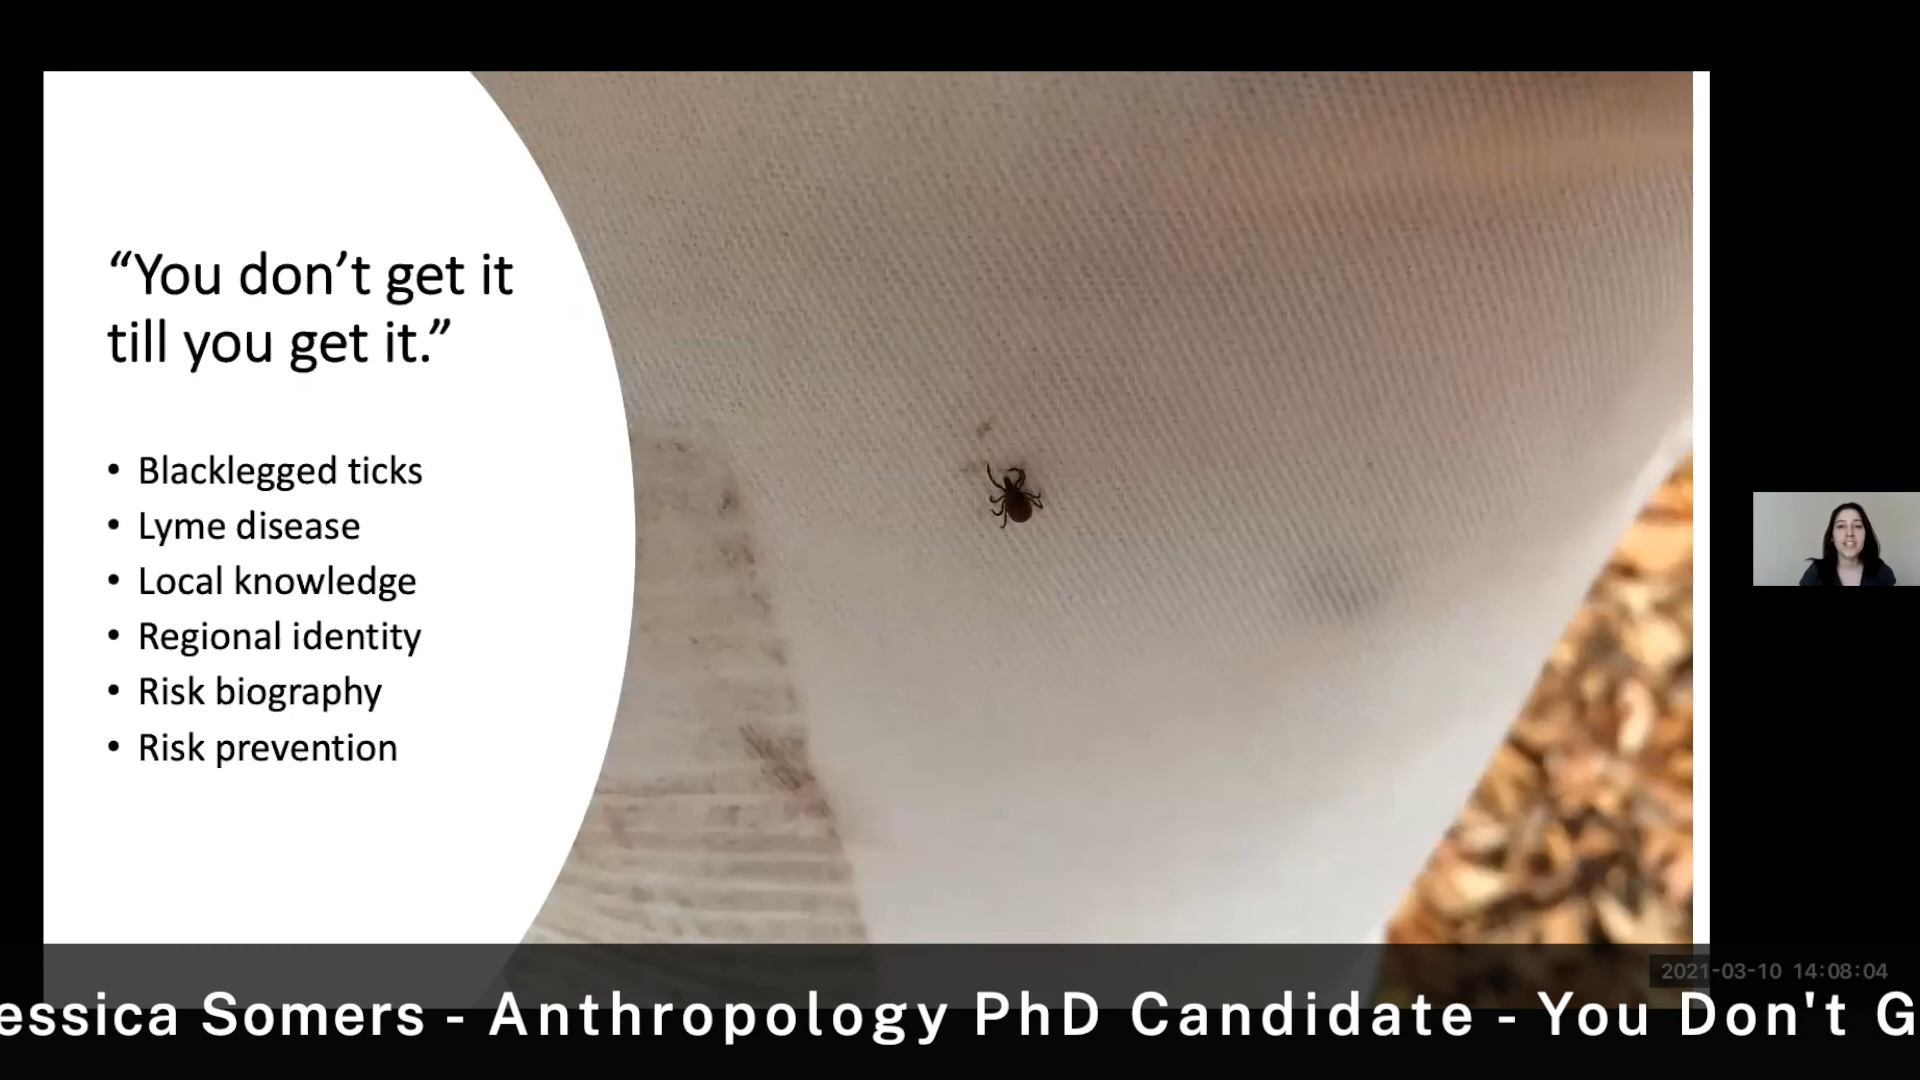 “You don’t get it
till you get it.”
• Blacklegged ticks
• Lyme disease
• Local knowledge
• Regional identity
• Risk biography
• Risk prevention
2021-03-10 14:08:04
essica Somers - Anthropology PhD Candidate - You Don't G